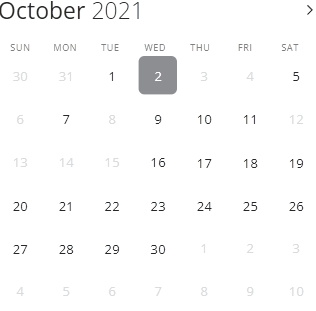 October 2021
SUN MON TUE WED THU FRI SAT
30 31 1 2 3 4 5
6 7 8 9 10 11 12
13 14 15 16 17 18 19
20 21 22 23 24 25 26
27 28 29 30 1 2 3
4 5 6 7 8 9 10